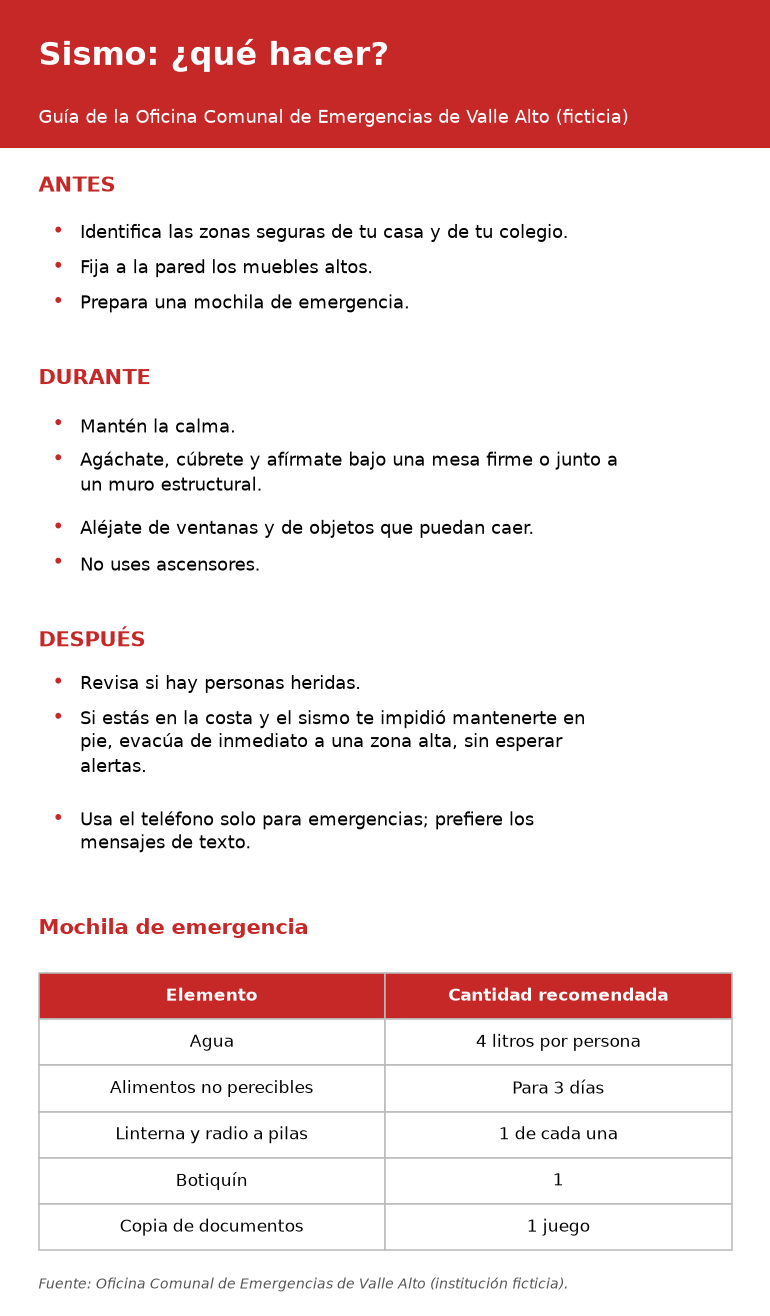 Sismo: ¿qué hacer?
Guía de la Oficina Comunal de Emergencias de Valle Alto (ficticia)
ANTES
• Identifica las zonas seguras de tu casa y de tu colegio.
• Fija a la pared los muebles altos.
• Prepara una mochila de emergencia.
DURANTE
• Mantén la calma.
• Agáchate, cúbrete y afírmate bajo una mesa firme o junto a
un muro estructural.
• Aléjate de ventanas y de objetos que puedan caer.
• No uses ascensores.
DESPUÉS
• Revisa si hay personas heridas.
• Si estás en la costa y el sismo te impidió mantenerte en
pie, evacúa de inmediato a una zona alta, sin esperar
alertas.
• Usa el teléfono solo para emergencias; prefiere los
mensajes de texto.
Mochila de emergencia
Elemento Cantidad recomendada
Agua 4 litros por persona
Alimentos no perecibles Para 3 días
Linterna y radio a pilas 1 de cada una
Botiquín 1
Copia de documentos 1 juego
Fuente: Oficina Comunal de Emergencias de Valle Alto (institución ficticia).